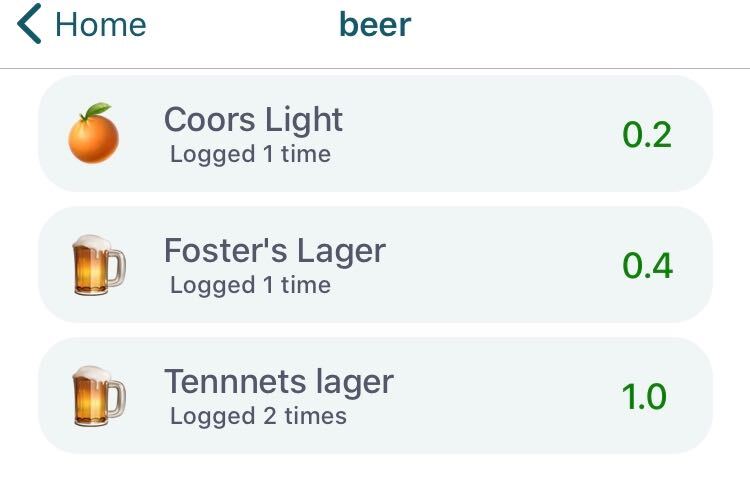 Home
beer
Coors Light
Logged 1 time
0.2
Foster's Lager
Logged 1 time
0.4
Tennnets lager
Logged 2 times
1.0